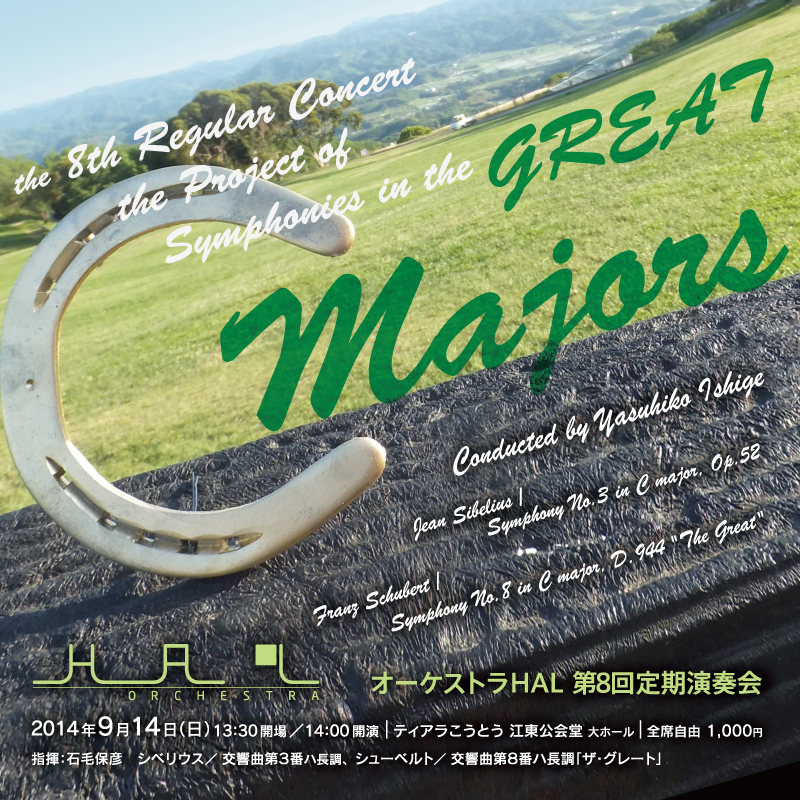 the 8th Regular Concert
the Project of
Symphonies in the GREAT
Majors
Conducted by Yasuhiko Ishige
Jean Sibelius |
Symphony No.3 in C major, Op.52
Franz Schubert |
Symphony No.8 in C major, D.944 "The Great"
HAL
ORCHESTRA
オーケストラHAL 第8回定期演奏会
2014年9月14日(日)13:30開場/14:00開演|ティアラこうとう 江東公会堂 大ホール|全席自由 1,000円
指揮:石毛保彦 シベリウス/交響曲第3番ハ長調、シューベルト/交響曲第8番ハ長調「ザ・グレート」